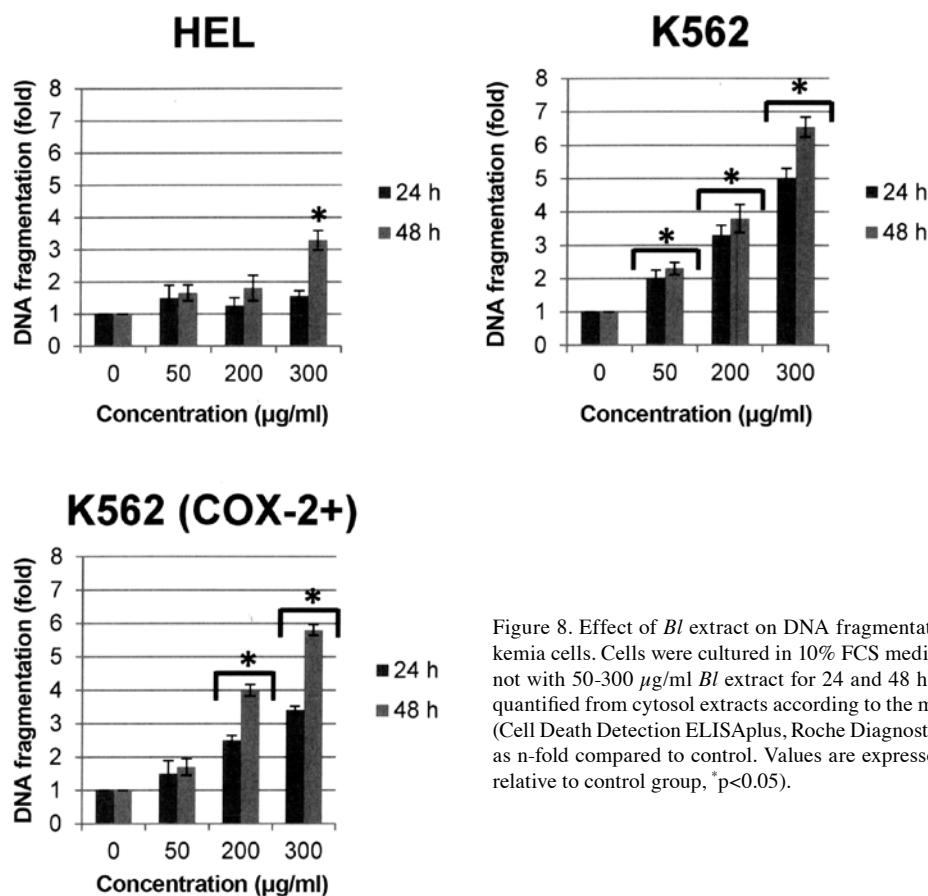 HEL
DNA fragmentation (fold)
8
7
6
5
4
3
2
1
0
*
0 50 200 300
Concentration (µg/ml)
24 h
48 h
K562
DNA fragmentation (fold)
8
7
6
5
4
3
2
1
0
* * *
0 50 200 300
Concentration (µg/ml)
24 h
48 h
K562 (COX-2+)
DNA fragmentation (fold)
8
7
6
5
4
3
2
1
0
* *
0 50 200 300
Concentration (µg/ml)
24 h
48 h
Figure 8. Effect of Bl extract on DNA fragmentat
kemia cells. Cells were cultured in 10% FCS medi
not with 50-300 µg/ml Bl extract for 24 and 48 h
quantified from cytosol extracts according to the m
(Cell Death Detection ELISAplus, Roche Diagnost
as n-fold compared to control. Values are expresse
relative to control group, *p<0.05).